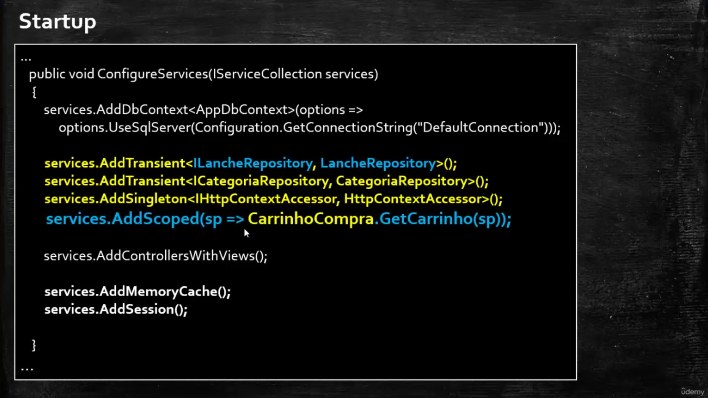 Startup
...
public void ConfigureServices(IServiceCollection services)
{
services.AddDbContext<AppDbContext>(options =>
options.UseSqlServer(Configuration.GetConnectionString("DefaultConnection")));
services.AddTransient<ILancheRepository, LancheRepository>();
services.AddTransient<ICategoriaRepository, CategoriaRepository>();
services.AddSingleton<IHttpContextAccessor, HttpContextAccessor>();
services.AddScoped(sp => CarrinhoCompra.GetCarrinho(sp));
services.AddControllersWithViews();
services.AddMemoryCache();
services.AddSession();
}
...
ûdemy